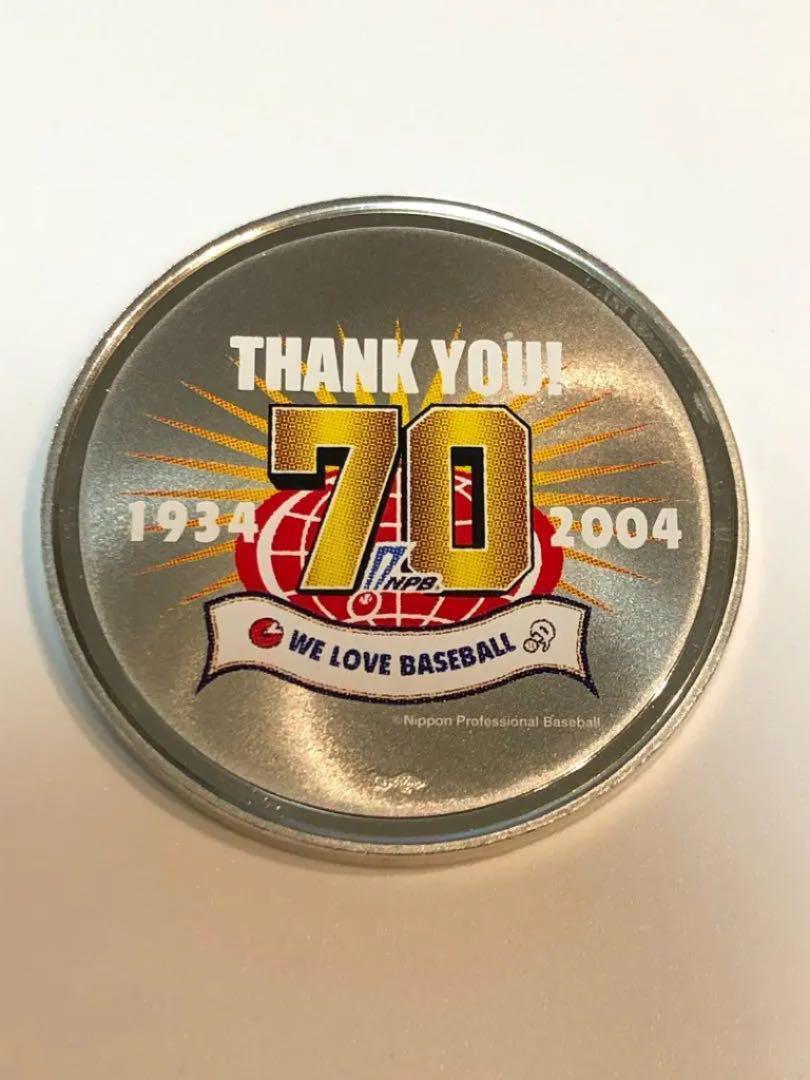 THANK YOU!
70
1934
2004
NPB
WE LOVE BASEBALL
©Nippon Professional Baseball